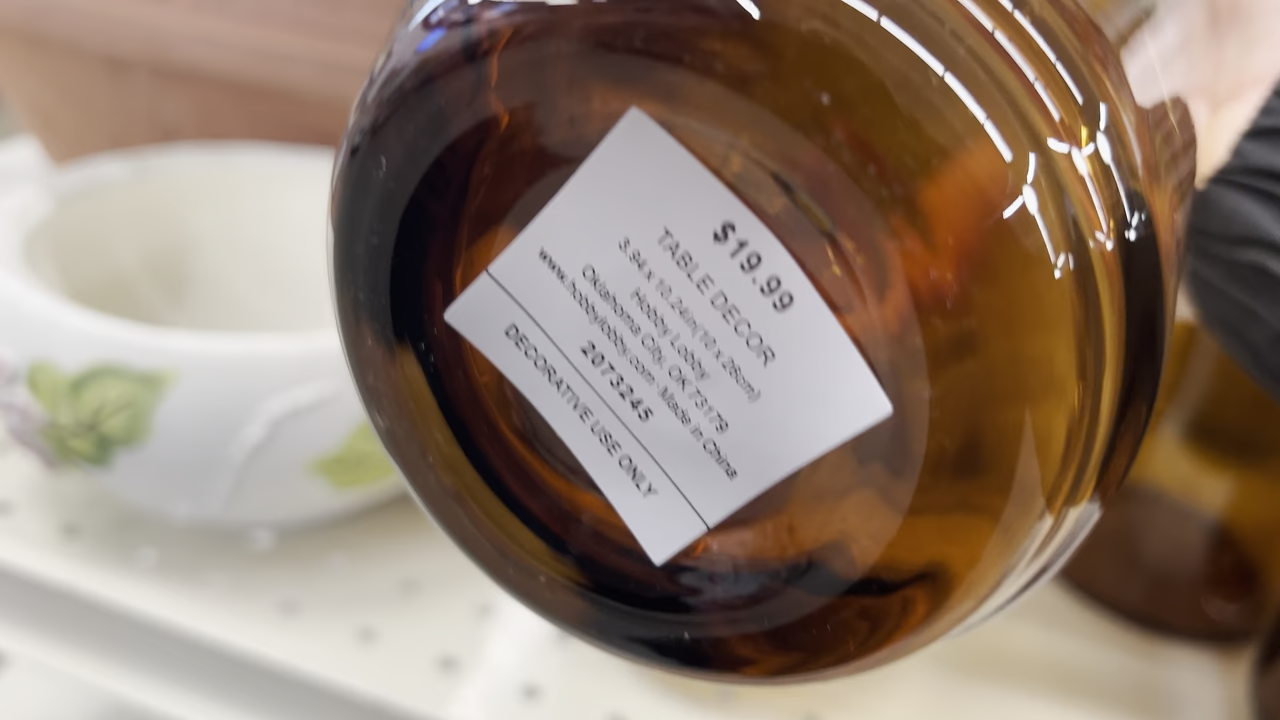 $19.99
TABLE DECOR
3.94 x 10.24in(10 x 26cm)
Hobby Lobby
Oklahoma City, OK 73179
www.hobbylobby.com Made in China
2073245
DECORATIVE USE ONLY